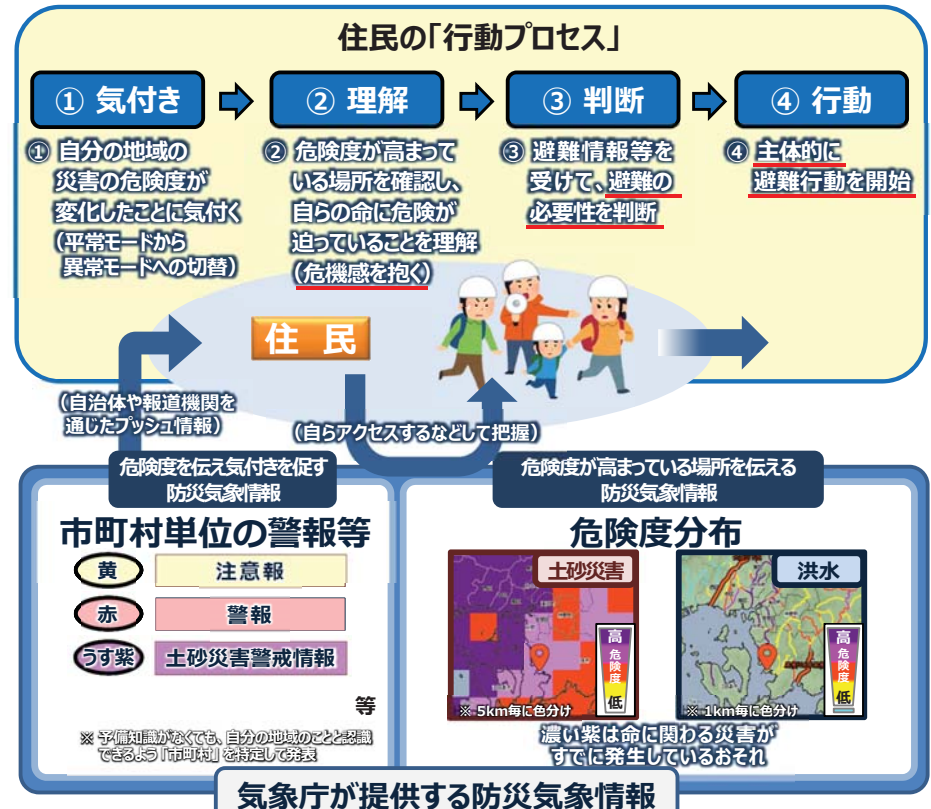 住民の「行動プロセス」
① 気付き
② 理解
③ 判断
④ 行動
① 自分の地域の
災害の危険度が
変化したことに気付く
（平常モードから
異常モードへの切替）
② 危険度が高まって
いる場所を確認し、
自らの命に危険が
迫っていることを理解
（危機感を抱く）
③ 避難情報等を
受けて、避難の
必要性を判断
④ 主体的に
避難行動を開始
住 民
（自治体や報道機関を
通じたプッシュ情報）
（自らアクセスするなどして把握）
危険度を伝え気付きを促す
防災気象情報
市町村単位の警報等
黄
注意報
赤
警報
うす紫
土砂災害警戒情報
等
※ 予備知識がなくても、自分の地域のことと認識
できるよう「市町村」を特定して発表
危険度が高まっている場所を伝える
防災気象情報
危険度分布
土砂災害
高
危険度
低
※ 5km毎に色分け
洪水
高
危険度
低
※ 1km毎に色分け
濃い紫は命に関わる災害が
すでに発生しているおそれ
気象庁が提供する防災気象情報